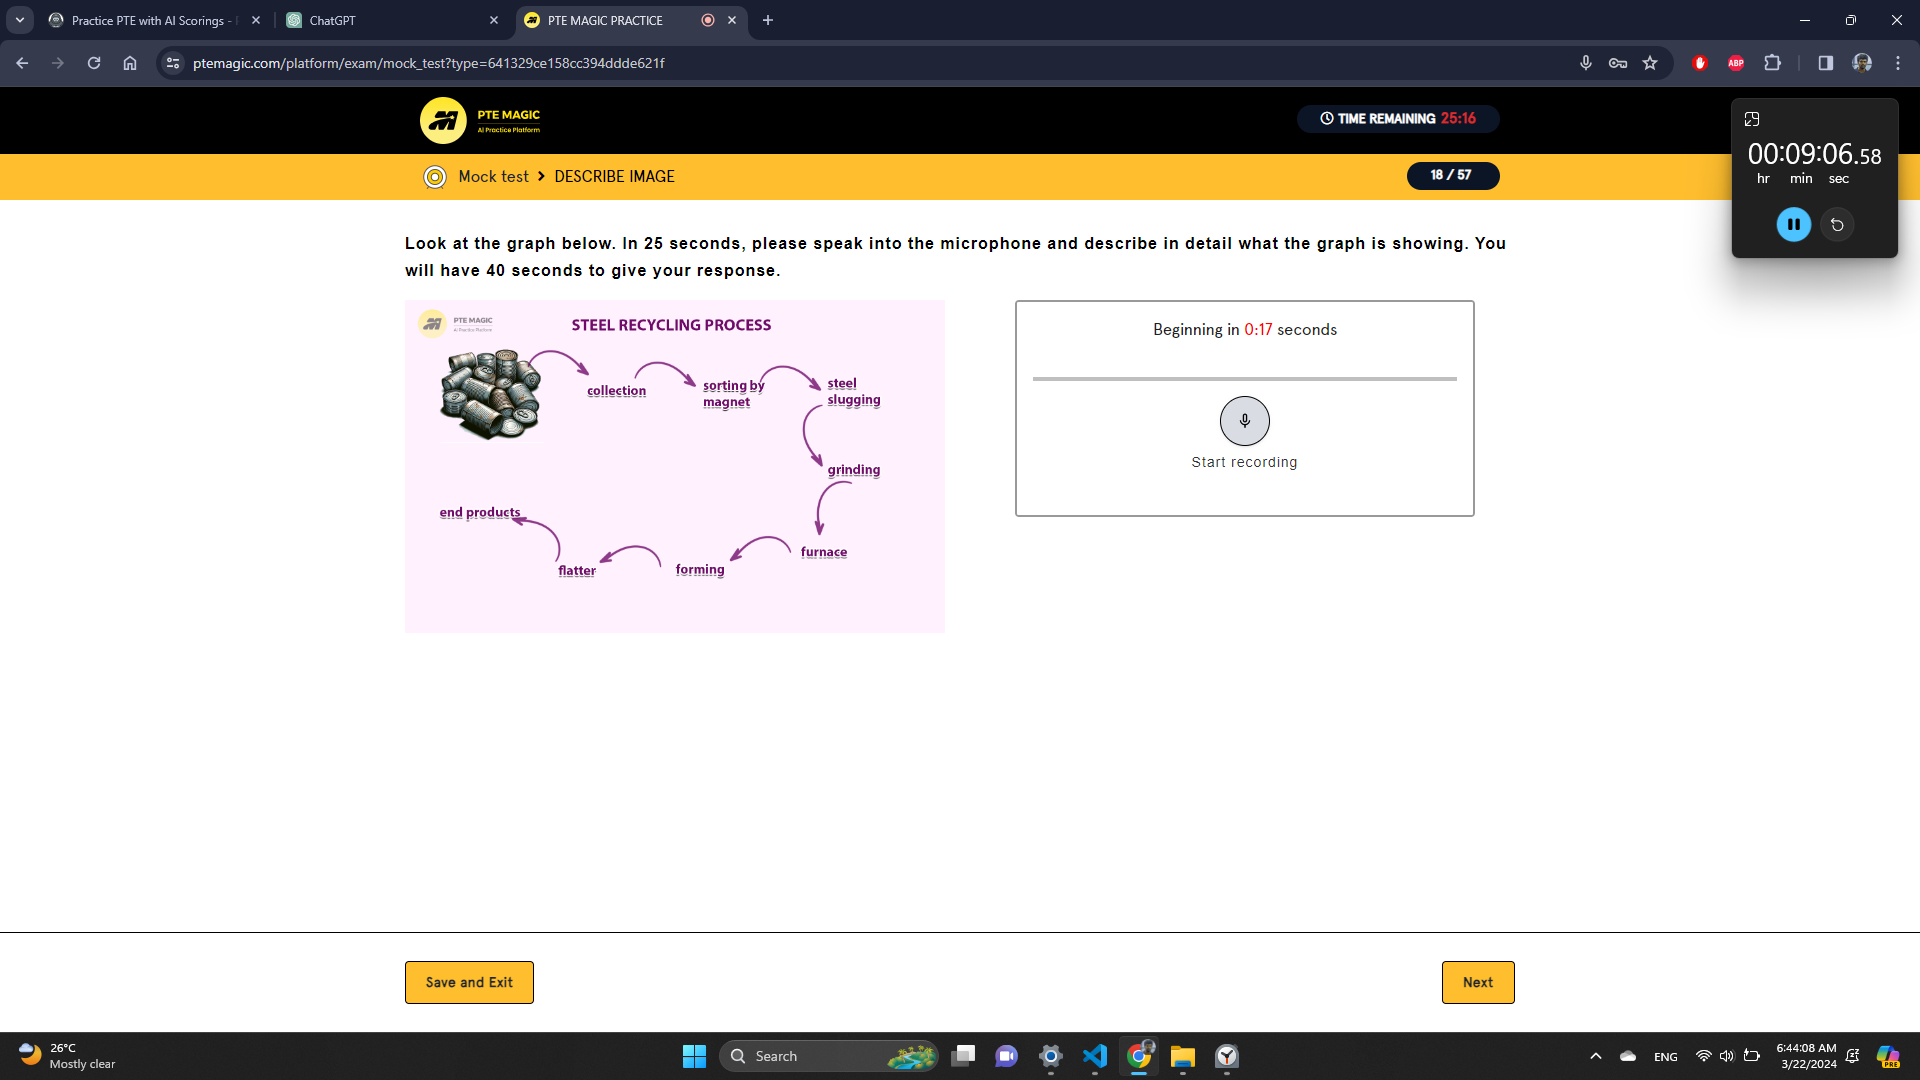 Practice PTE with AI Scorings -
ChatGPT
PTE MAGIC PRACTICE
ptemagic.com/platform/exam/mock_test?type=641329ce158cc394ddde621f
ABP
PTE MAGIC
AI Practice Platform
TIME REMAINING 25:16
Mock test > DESCRIBE IMAGE
18 / 57
00:09:06.58
hr min sec
Look at the graph below. In 25 seconds, please speak into the microphone and describe in detail what the graph is showing. You
will have 40 seconds to give your response.
PTE MAGIC
AI Practice Platform
STEEL RECYCLING PROCESS
collection
sorting by
magnet
steel
slugging
grinding
furnace
forming
flatter
end products
Beginning in 0:17 seconds
Start recording
Save and Exit
Next
26°C
Mostly clear
Search
ENG
6:44:08 AM
3/22/2024
PRE